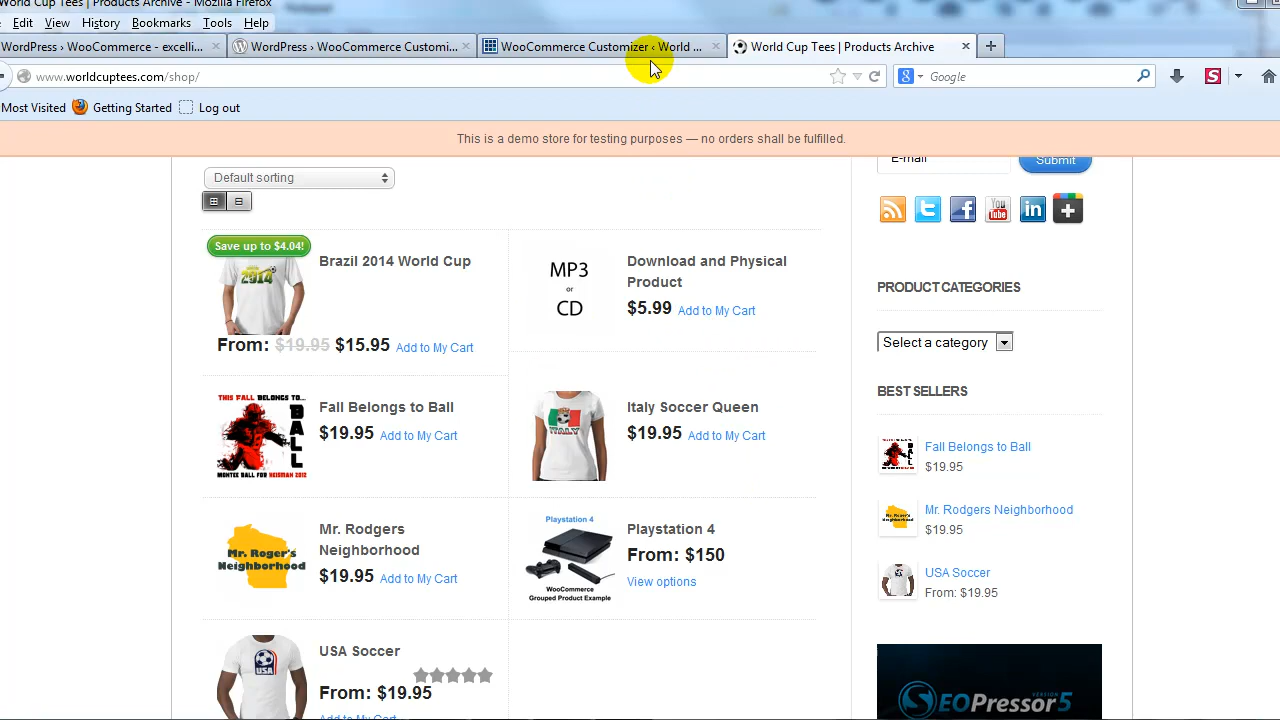 World Cup Tees | Products Archive - Mozilla Firefox
Edit View History Bookmarks Tools Help
WordPress › WooCommerce - excelli...
WordPress › WooCommerce Customi...
WooCommerce Customizer ‹ World ...
World Cup Tees | Products Archive
www.worldcuptees.com/shop/
Google
Most Visited Getting Started Log out
This is a demo store for testing purposes — no orders shall be fulfilled.
Default sorting
E-mail
Submit
You
Tube
in
Save up to $4.04!
2014
Brazil 2014 World Cup
From: $19.95 $15.95 Add to My Cart
MP3
or
CD
Download and Physical
Product
$5.99 Add to My Cart
THIS FALL BELONGS TO...
BALL
MONTEE BALL FOR HEISMAN 2012
Fall Belongs to Ball
$19.95 Add to My Cart
ITALY
Italy Soccer Queen
$19.95 Add to My Cart
Mr. Roger's
Neighborhood
Mr. Rodgers
Neighborhood
$19.95 Add to My Cart
Playstation 4
WooCommerce
Grouped Product Example
Playstation 4
From: $150
View options
USA
USA Soccer
From: $19.95
Add to My Cart
PRODUCT CATEGORIES
Select a category
BEST SELLERS
Fall Belongs to Ball
$19.95
Mr. Rodgers Neighborhood
$19.95
USA Soccer
From: $19.95
SEOPressor 5
VERSION